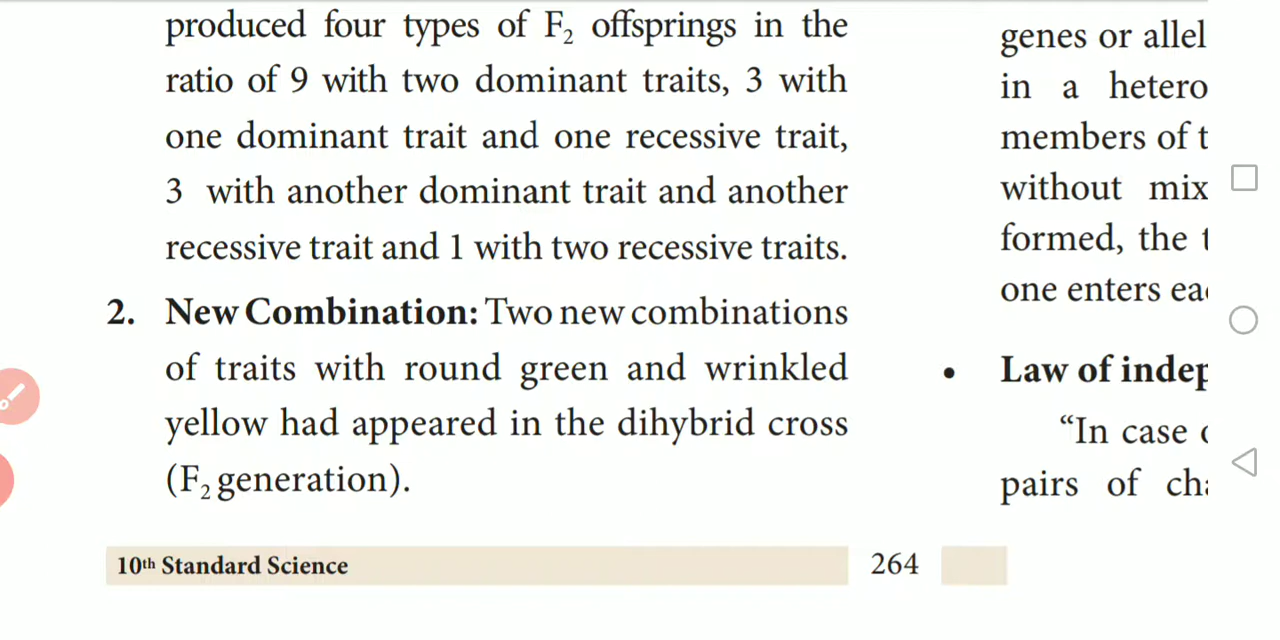 produced four types of F₂ offsprings in the
ratio of 9 with two dominant traits, 3 with
one dominant trait and one recessive trait,
3 with another dominant trait and another
recessive trait and 1 with two recessive traits.
2. New Combination: Two new combinations
of traits with round green and wrinkled
yellow had appeared in the dihybrid cross
(F₂ generation).
10th Standard Science
264
genes or allel
in a hetero
members of t
without mix
formed, the t
one enters ea
• Law of indep
“In case
pairs of cha